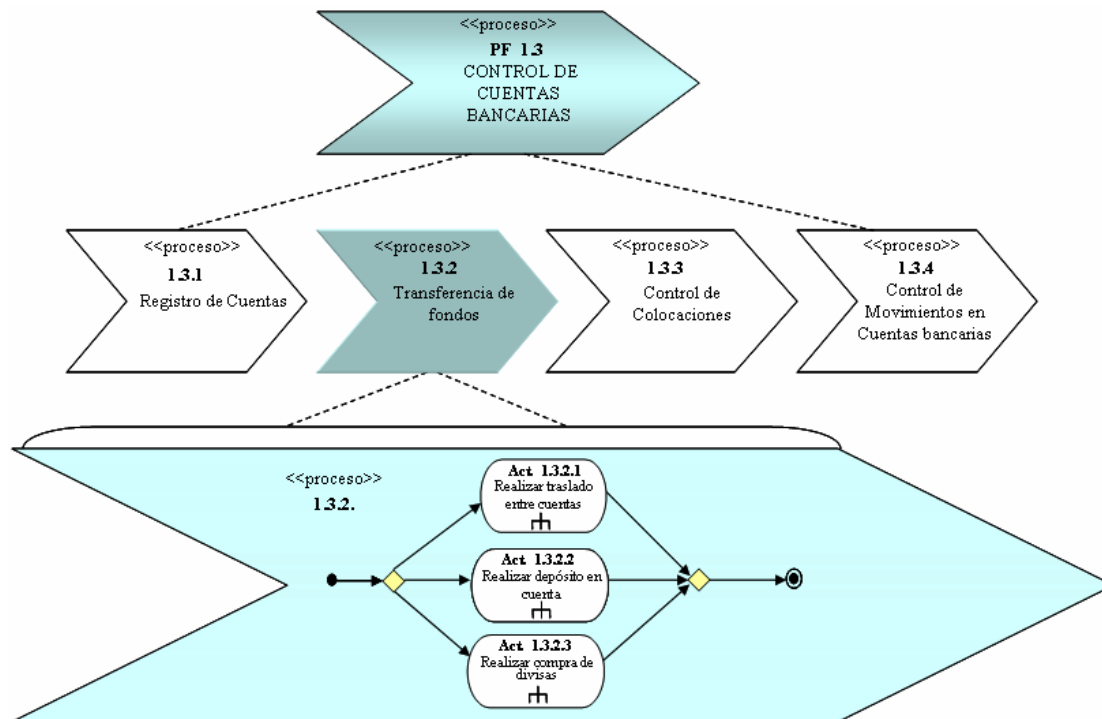 <<proceso>>
PF 1.3
CONTROL DE
CUENTAS
BANCARIAS
<<proceso>>
1.3.1
Registro de Cuentas
<<proceso>>
1.3.2
Transferencia de
fondos
<<proceso>>
1.3.3
Control de
Colocaciones
<<proceso>>
1.3.4
Control de
Movimientos en
Cuentas bancarias
<<proceso>>
1.3.2.
Act. 1.3.2.1
Realizar traslado
entre cuentas
Act. 1.3.2.2
Realizar depósito en
cuenta
Act. 1.3.2.3
Realizar compra de
divisas